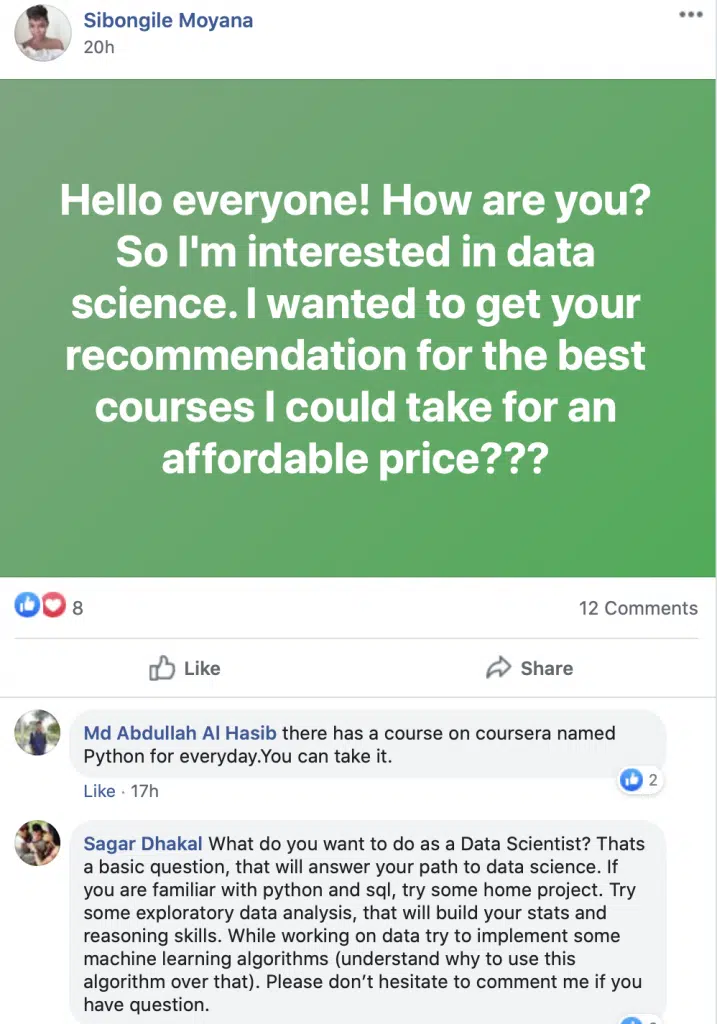 Sibongile Moyana
20h
Hello everyone! How are you?
So I'm interested in data
science. I wanted to get your
recommendation for the best
courses I could take for an
affordable price???
8
12 Comments
Like
Share
Md Abdullah Al Hasib there has a course on coursera named
Python for everyday.You can take it.
2
Like · 17h
Sagar Dhakal What do you want to do as a Data Scientist? Thats
a basic question, that will answer your path to data science. If
you are familiar with python and sql, try some home project. Try
some exploratory data analysis, that will build your stats and
reasoning skills. While working on data try to implement some
machine learning algorithms (understand why to use this
algorithm over that). Please don’t hesitate to comment me if you
have question.